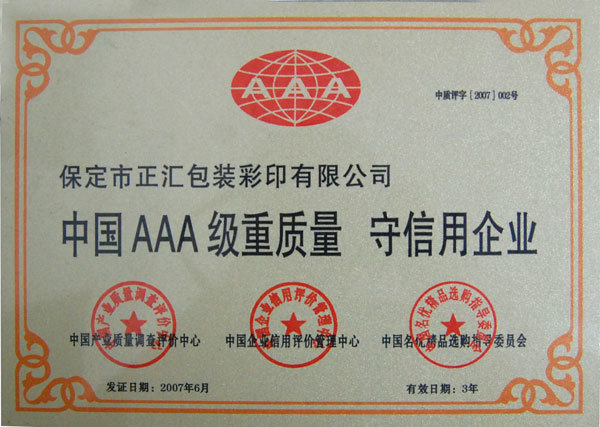 AAA
中质评字〔2007〕002号
保定市正汇包装彩印有限公司
中国AAA级重质量 守信用企业
中国产业质量调查评价中心
中国企业信用评价管理中心
中国名优精品选购指导委员会
发证日期：2007年6月
有效日期：3年